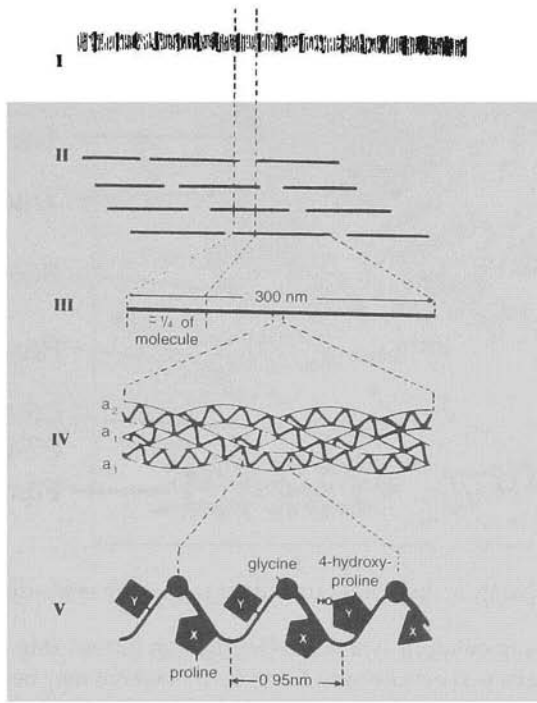 I
II
III
300 nm
= ¼ of
molecule
a2
IV
a1
a1
glycine
4-hydroxy-
proline
V
Y
Y
HO
Y
X
X
X
proline
0 95nm